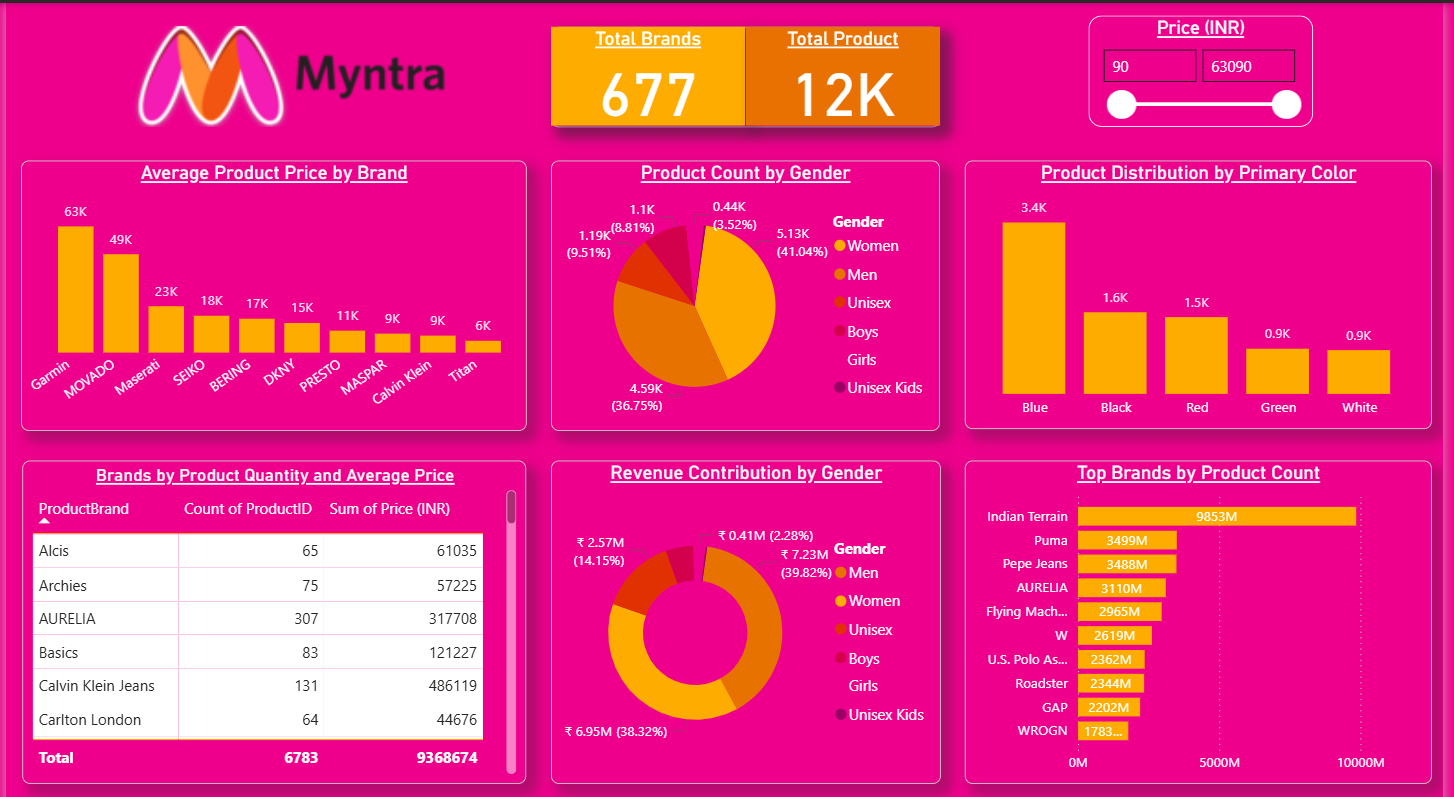 Myntra
Total Brands
677
Total Product
12K
Price (INR)
90
63090
Average Product Price by Brand
63K
49K
23K
18K
17K
15K
11K
9K
9K
6K
Garmin
MOVADO
Maserati
SEIKO
BERING
DKNY
PRESTO
MASPAR
Calvin Klein
Titan
Product Count by Gender
0.44K
(3.52%)
5.13K
(41.04%)
4.59K
(36.75%)
1.19K
(9.51%)
1.1K
(8.81%)
Gender
Women
Men
Unisex
Boys
Girls
Unisex Kids
Product Distribution by Primary Color
3.4K
1.6K
1.5K
0.9K
0.9K
Blue
Black
Red
Green
White
Brands by Product Quantity and Average Price
ProductBrand Count of ProductID Sum of Price (INR)
Alcis 65 61035
Archies 75 57225
AURELIA 307 317708
Basics 83 121227
Calvin Klein Jeans 131 486119
Carlton London 64 44676
Total 6783 9368674
Revenue Contribution by Gender
₹ 0.41M (2.28%)
₹ 7.23M
(39.82%)
₹ 6.95M (38.32%)
₹ 2.57M
(14.15%)
Gender
Men
Women
Unisex
Boys
Girls
Unisex Kids
Top Brands by Product Count
Indian Terrain 9853M
Puma 3499M
Pepe Jeans 3488M
AURELIA 3110M
Flying Mach... 2965M
W 2619M
U.S. Polo As... 2362M
Roadster 2344M
GAP 2202M
WROGN 1783...
0M 5000M 10000M